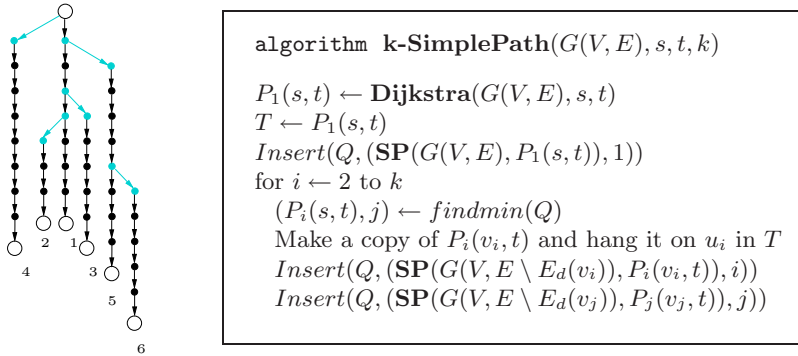 4
2
1
3
5
6
algorithm k-SimplePath(G(V, E), s, t, k)
P₁(s, t) ← Dijkstra(G(V, E), s, t)
T ← P₁(s, t)
Insert(Q, (SP(G(V, E), P₁(s, t)), 1))
for i ← 2 to k
(Pᵢ(s, t), j) ← findmin(Q)
Make a copy of Pᵢ(vᵢ, t) and hang it on uᵢ in T
Insert(Q, (SP(G(V, E \ E_d(vᵢ)), Pᵢ(vᵢ, t)), i))
Insert(Q, (SP(G(V, E \ E_d(vⱼ)), Pⱼ(vⱼ, t)), j))